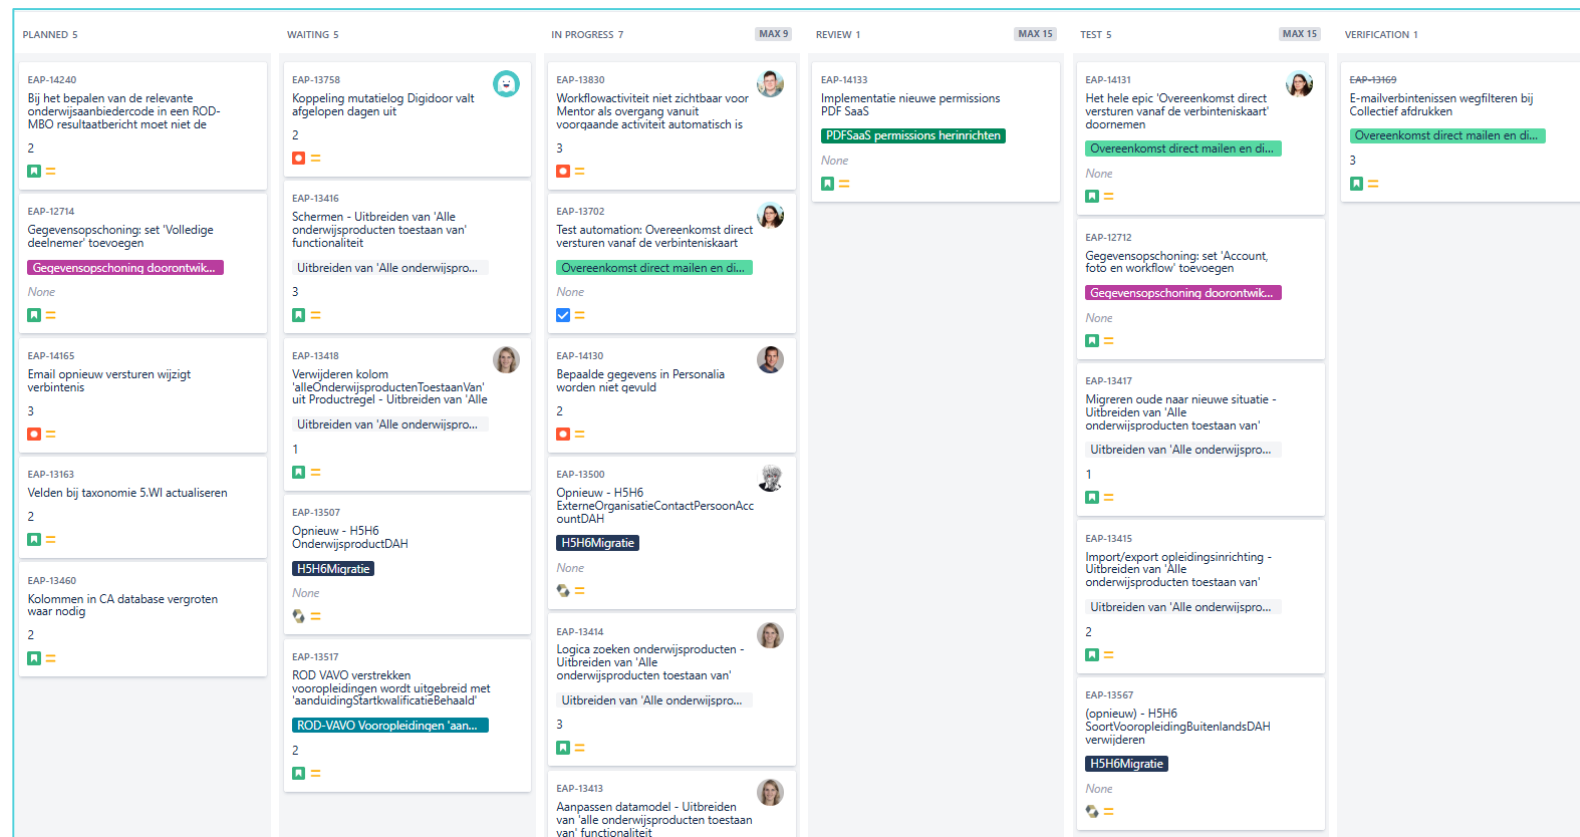 PLANNED 5
WAITING 5
IN PROGRESS 7
MAX 9
REVIEW 1
MAX 15
TEST 5
MAX 15
VERIFICATION 1
EAP-14240
Bij het bepalen van de relevante
onderwijsaanbiedercode in een ROD-
MBO resultaatbericht moet niet de
2
EAP-12714
Gegevensopschoning: set 'Volledige
deelnemer' toevoegen
Gegevensopschoning doorontwik...
None
EAP-14165
Email opnieuw versturen wijzigt
verbintenis
3
EAP-13163
Velden bij taxonomie 5.WI actualiseren
2
EAP-13460
Kolommen in CA database vergroten
waar nodig
2
EAP-13758
Koppeling mutatielog Digidoor valt
afgelopen dagen uit
2
EAP-13416
Schermen - Uitbreiden van 'Alle
onderwijsproducten toestaan van'
functionaliteit
Uitbreiden van 'Alle onderwijspro...
3
EAP-13418
Verwijderen kolom
'alleOnderwijsproductenToestaanVan'
uit Productregel - Uitbreiden van 'Alle
Uitbreiden van 'Alle onderwijspro...
1
EAP-13507
Opnieuw - H5H6
OnderwijsproductDAH
H5H6Migratie
None
EAP-13517
ROD VAVO verstrekken
vooropleidingen wordt uitgebreid met
'aanduidingStartkwalificatieBehaald'
ROD-VAVO Vooropleidingen 'aan...
2
EAP-13830
Workflowactiviteit niet zichtbaar voor
Mentor als overgang vanuit
voorgaande activiteit automatisch is
3
EAP-13702
Test automation: Overeenkomst direct
versturen vanaf de verbinteniskaart
Overeenkomst direct mailen en di...
None
EAP-14130
Bepaalde gegevens in Personalia
worden niet gevuld
2
EAP-13500
Opnieuw - H5H6
ExterneOrganisatieContactPersoonAcc
ountDAH
H5H6Migratie
None
EAP-13414
Logica zoeken onderwijsproducten -
Uitbreiden van 'Alle
onderwijsproducten toestaan van'
Uitbreiden van 'Alle onderwijspro...
3
EAP-13413
Aanpassen datamodel - Uitbreiden
van 'alle onderwijsproducten toestaan
van' functionaliteit
EAP-14133
Implementatie nieuwe permissions
PDF SaaS
PDFSaaS permissions herinrichten
None
EAP-14131
Het hele epic 'Overeenkomst direct
versturen vanaf de verbinteniskaart'
doornemen
Overeenkomst direct mailen en di...
None
EAP-12712
Gegevensopschoning: set 'Account,
foto en workflow' toevoegen
Gegevensopschoning doorontwik...
None
EAP-13417
Migreren oude naar nieuwe situatie -
Uitbreiden van 'Alle
onderwijsproducten toestaan van'
Uitbreiden van 'Alle onderwijspro...
1
EAP-13415
Import/export opleidingsinrichting -
Uitbreiden van 'Alle
onderwijsproducten toestaan van'
Uitbreiden van 'Alle onderwijspro...
2
EAP-13567
(opnieuw) - H5H6
SoortVooropleidingBuitenlandsDAH
verwijderen
H5H6Migratie
None
EAP-13169
E-mailverbintenissen wegfilteren bij
Collectief afdrukken
Overeenkomst direct mailen en di...
3